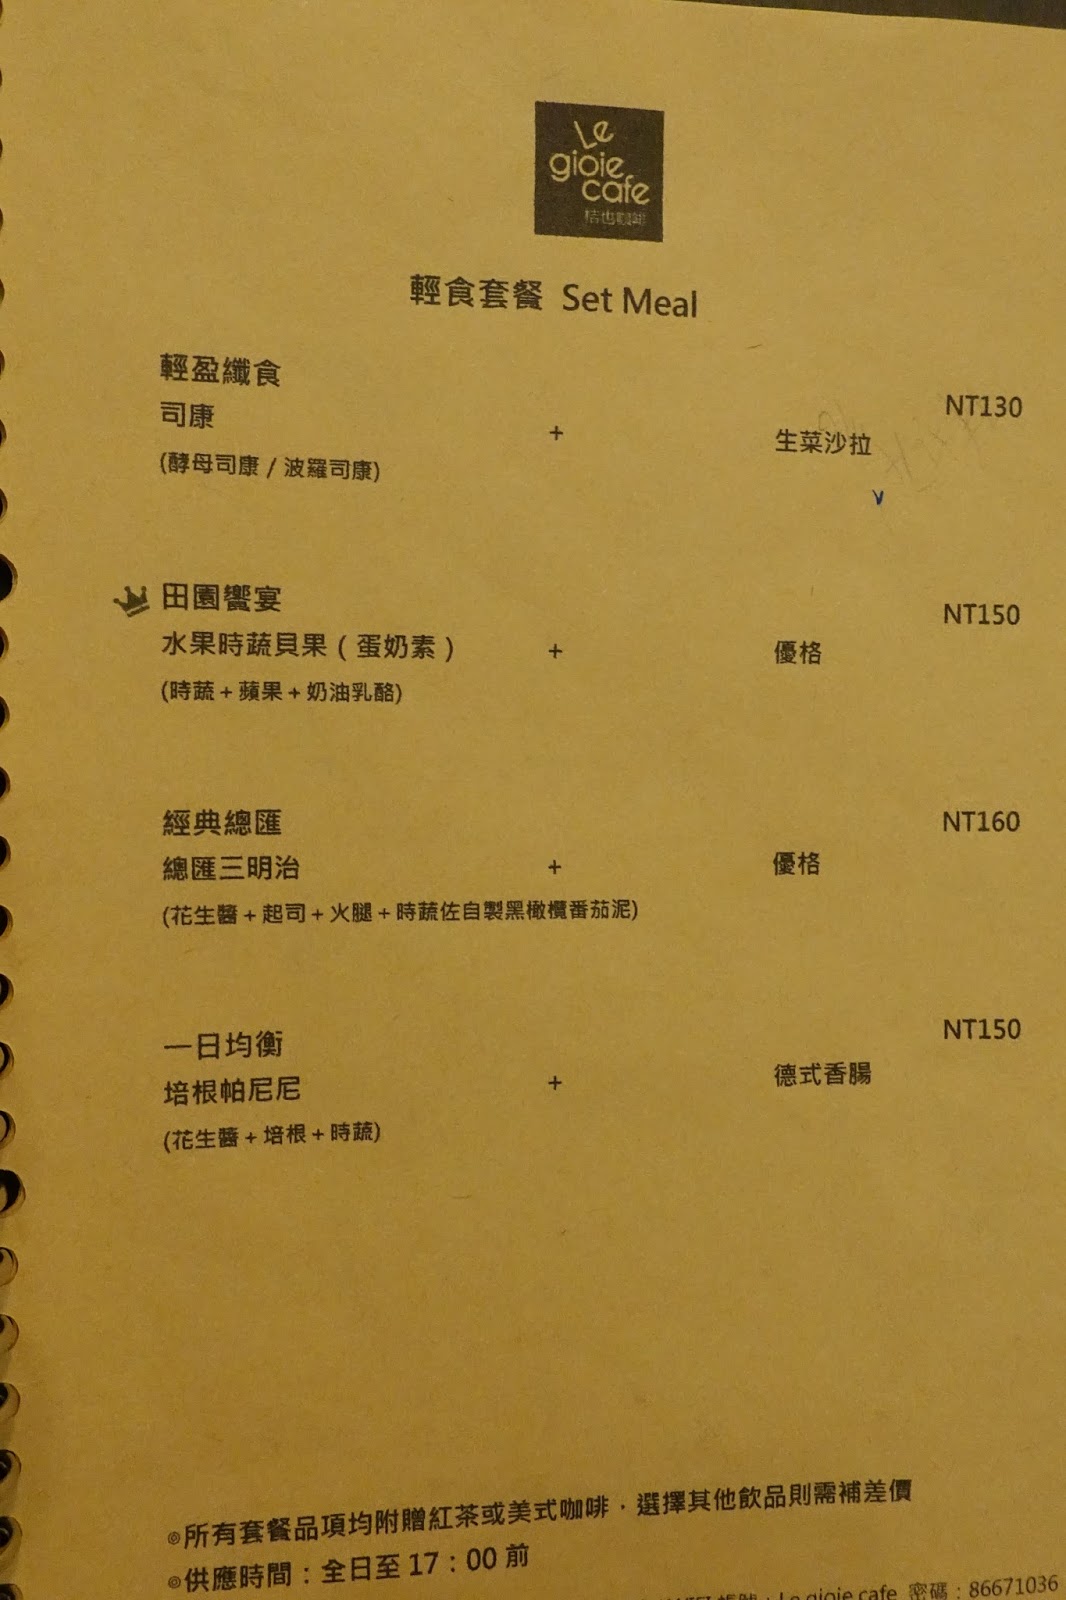 Le
gioie
cafe
桔也咖啡
輕食套餐 Set Meal
輕盈纖食
NT130
司康 + 生菜沙拉
(酵母司康 / 波羅司康)
田園饗宴
NT150
水果時蔬貝果 ( 蛋奶素 ) + 優格
(時蔬 + 蘋果 + 奶油乳酪)
經典總匯
NT160
總匯三明治 + 優格
(花生醬 + 起司 + 火腿 + 時蔬佐自製黑橄欖番茄泥)
一日均衡
NT150
培根帕尼尼 + 德式香腸
(花生醬 + 培根 + 時蔬)
◎所有套餐品項均附贈紅茶或美式咖啡，選擇其他飲品則需補差價
◎供應時間：全日至 17：00 前
帳號：Le gioie cafe 密碼：86671036